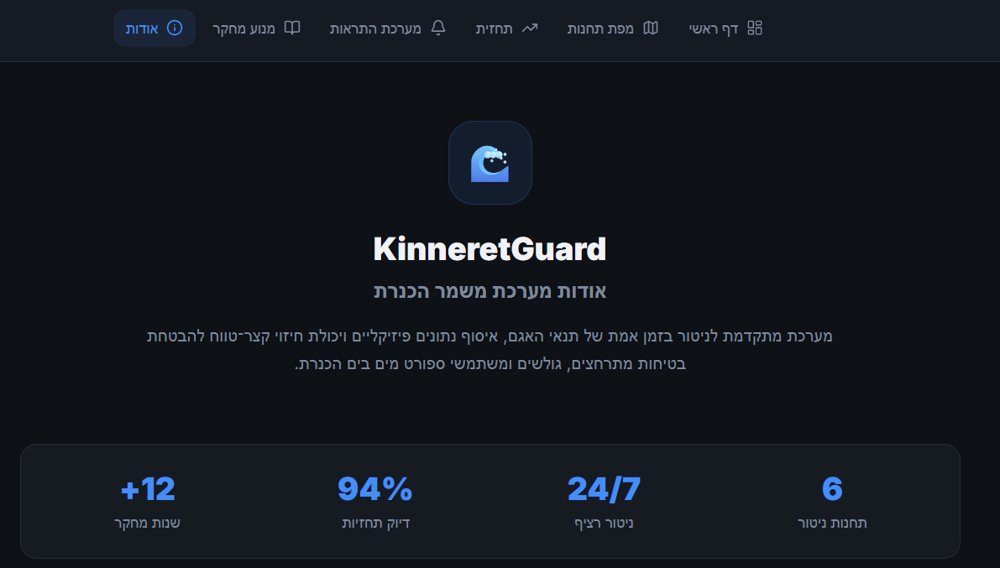 דף ראשי מפת תחנות תחזית מערכת התראות מנוע מחקר אודות
KinneretGuard
אודות מערכת משמר הכנרת
מערכת מתקדמת לניטור בזמן אמת של תנאי האגם, איסוף נתונים פיזיקליים ויכולת חיזוי קצר־טווח להבטחת
בטיחות מתרחצים, גולשים ומשתמשי ספורט מים בים הכנרת.
6 24/7 94% +12
תחנות ניטור ניטור רציף דיוק תחזיות שנות מחקר